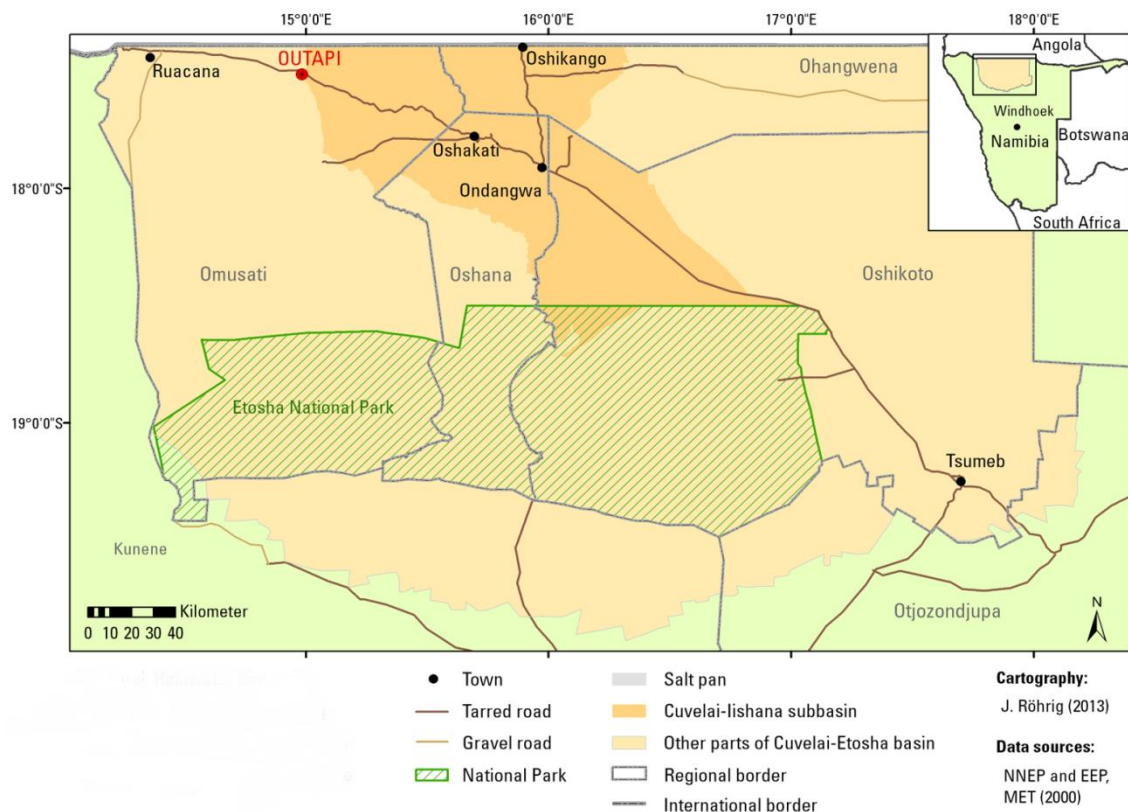 15°0'0"E
16°0'0"E
17°0'0"E
18°0'0"E
OUTAPI
Ruacana
Oshikango
Ohangwena
Oshakati
Ondangwa
18°0'0"S
Omusati
Oshana
Oshikoto
Etosha National Park
19°0'0"S
Tsumeb
Kunene
Otjozondjupa
Angola
Windhoek
Namibia
Botswana
South Africa
Kilometer
0 10 20 30 40
N
Town
Tarred road
Gravel road
National Park
Salt pan
Cuvelai-Iishana subbasin
Other parts of Cuvelai-Etosha basin
Regional border
International border
Cartography:
J. Röhrig (2013)
Data sources:
NNEP and EEP,
MET (2000)